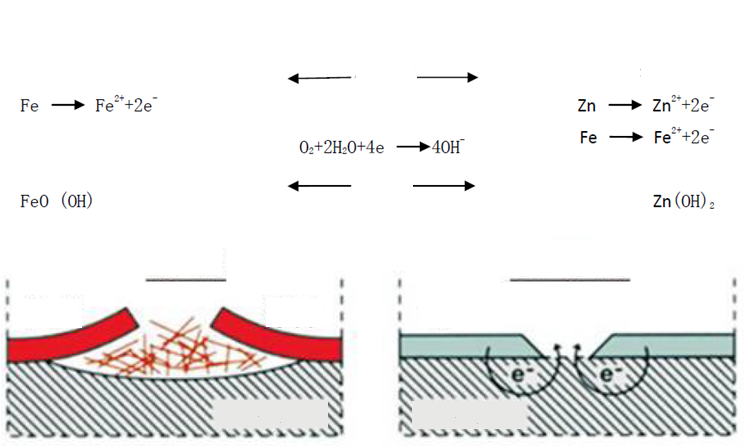 Fe → Fe²⁺+2e⁻
Zn → Zn²⁺+2e⁻
Fe → Fe²⁺+2e⁻
O₂+2H₂O+4e → 4OH⁻
FeO (OH)
Zn(OH)₂
e⁻ e⁻